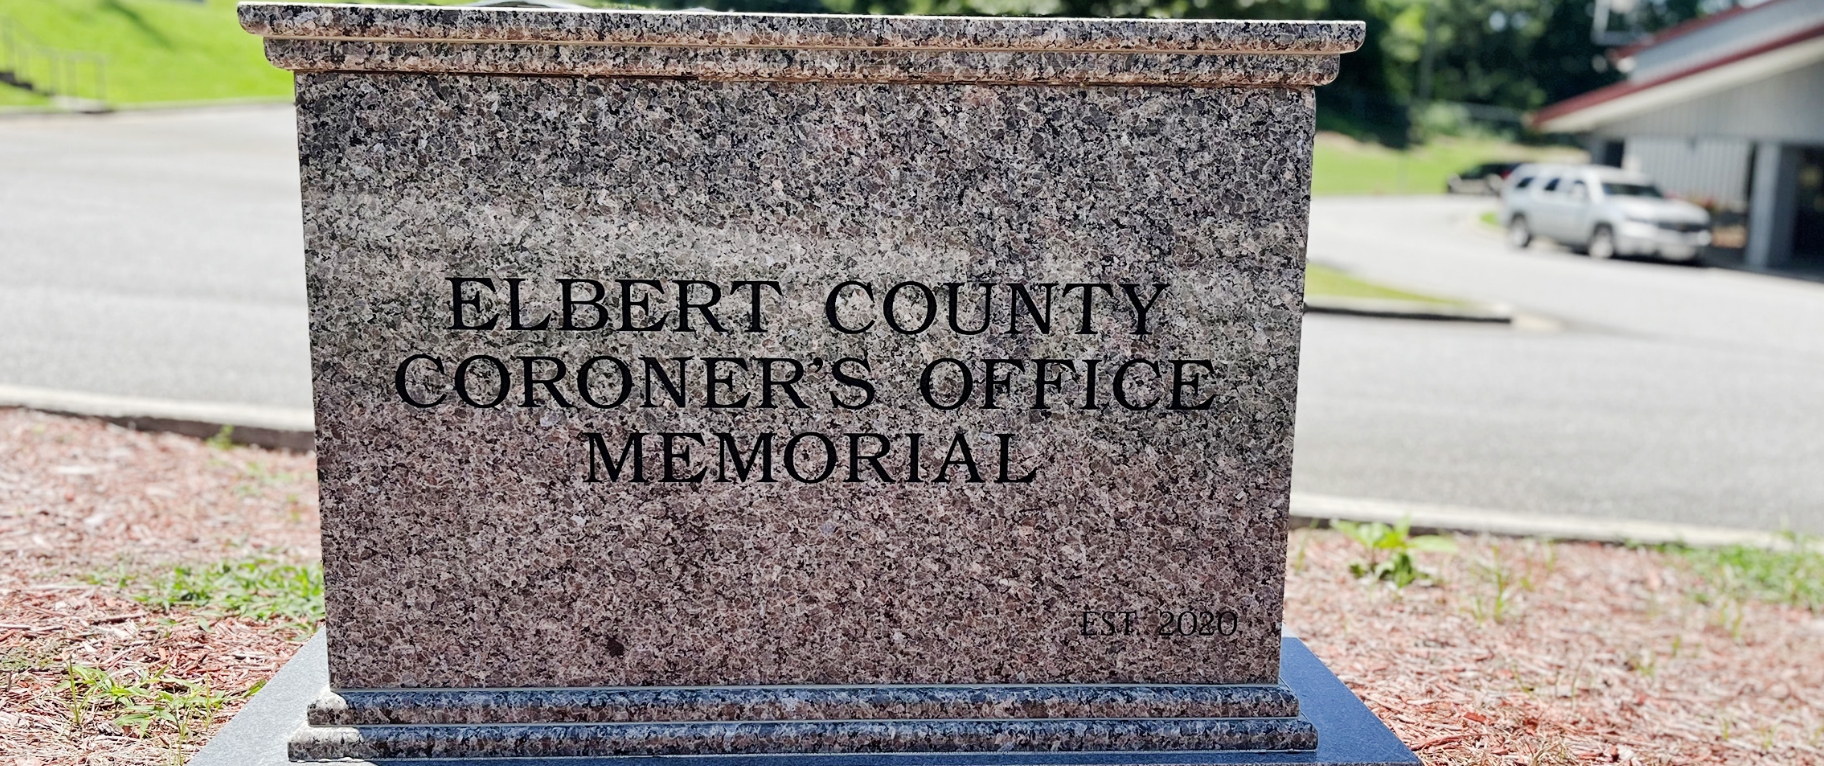 ELBERT COUNTY
CORONER'S OFFICE
MEMORIAL
EST. 2020